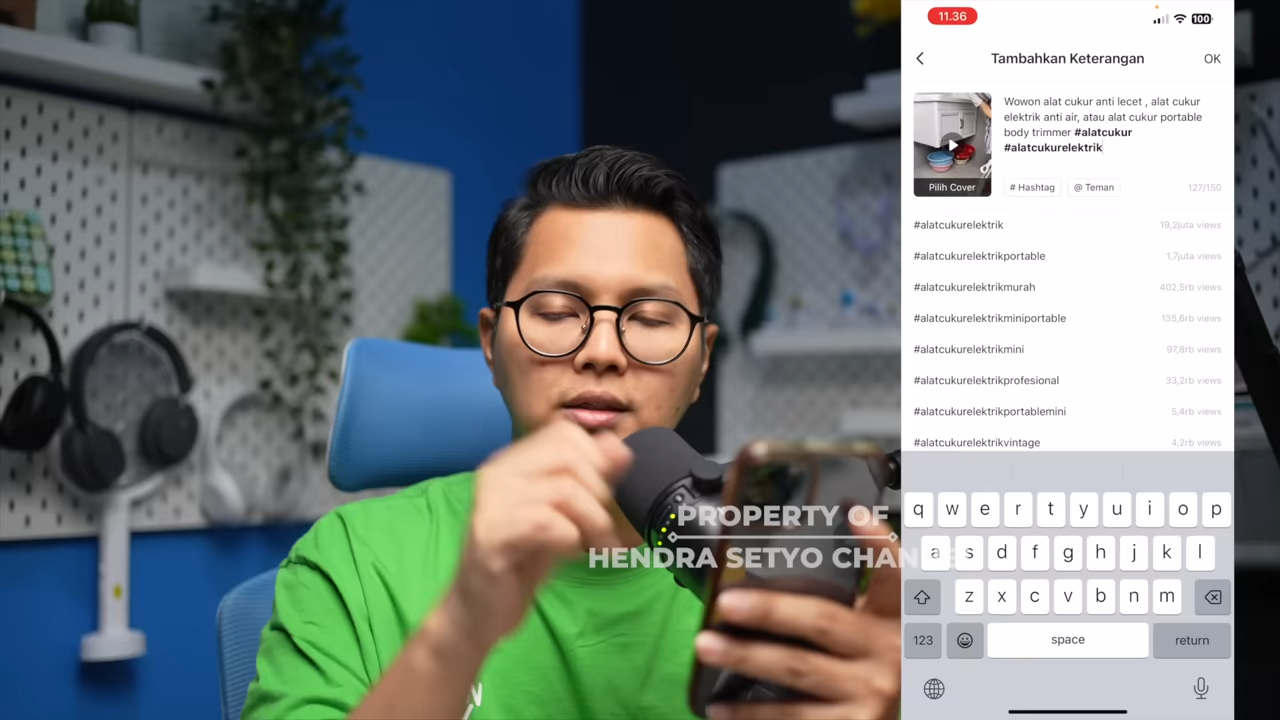 11.36
100
Tambahkan Keterangan
OK
Wowon alat cukur anti lecet , alat cukur
elektrik anti air, atau alat cukur portable
body trimmer #alatcukur
#alatcukurelektrik
Pilih Cover
# Hashtag
@ Teman
127/150
#alatcukurelektrik 19,2juta views
#alatcukurelektrikportable 1,7juta views
#alatcukurelektrikmurah 402,5rb views
#alatcukurelektrikminiportable 135,6rb views
#alatcukurelektrikmini 97,8rb views
#alatcukurelektrikprofesional 33,2rb views
#alatcukurelektrikportablemini 5,4rb views
#alatcukurelektrikvintage 4,2rb views
PROPERTY OF
HENDRA SETYO CHAN
q w e r t y u i o p
a s d f g h j k l
z x c v b n m
123 space return